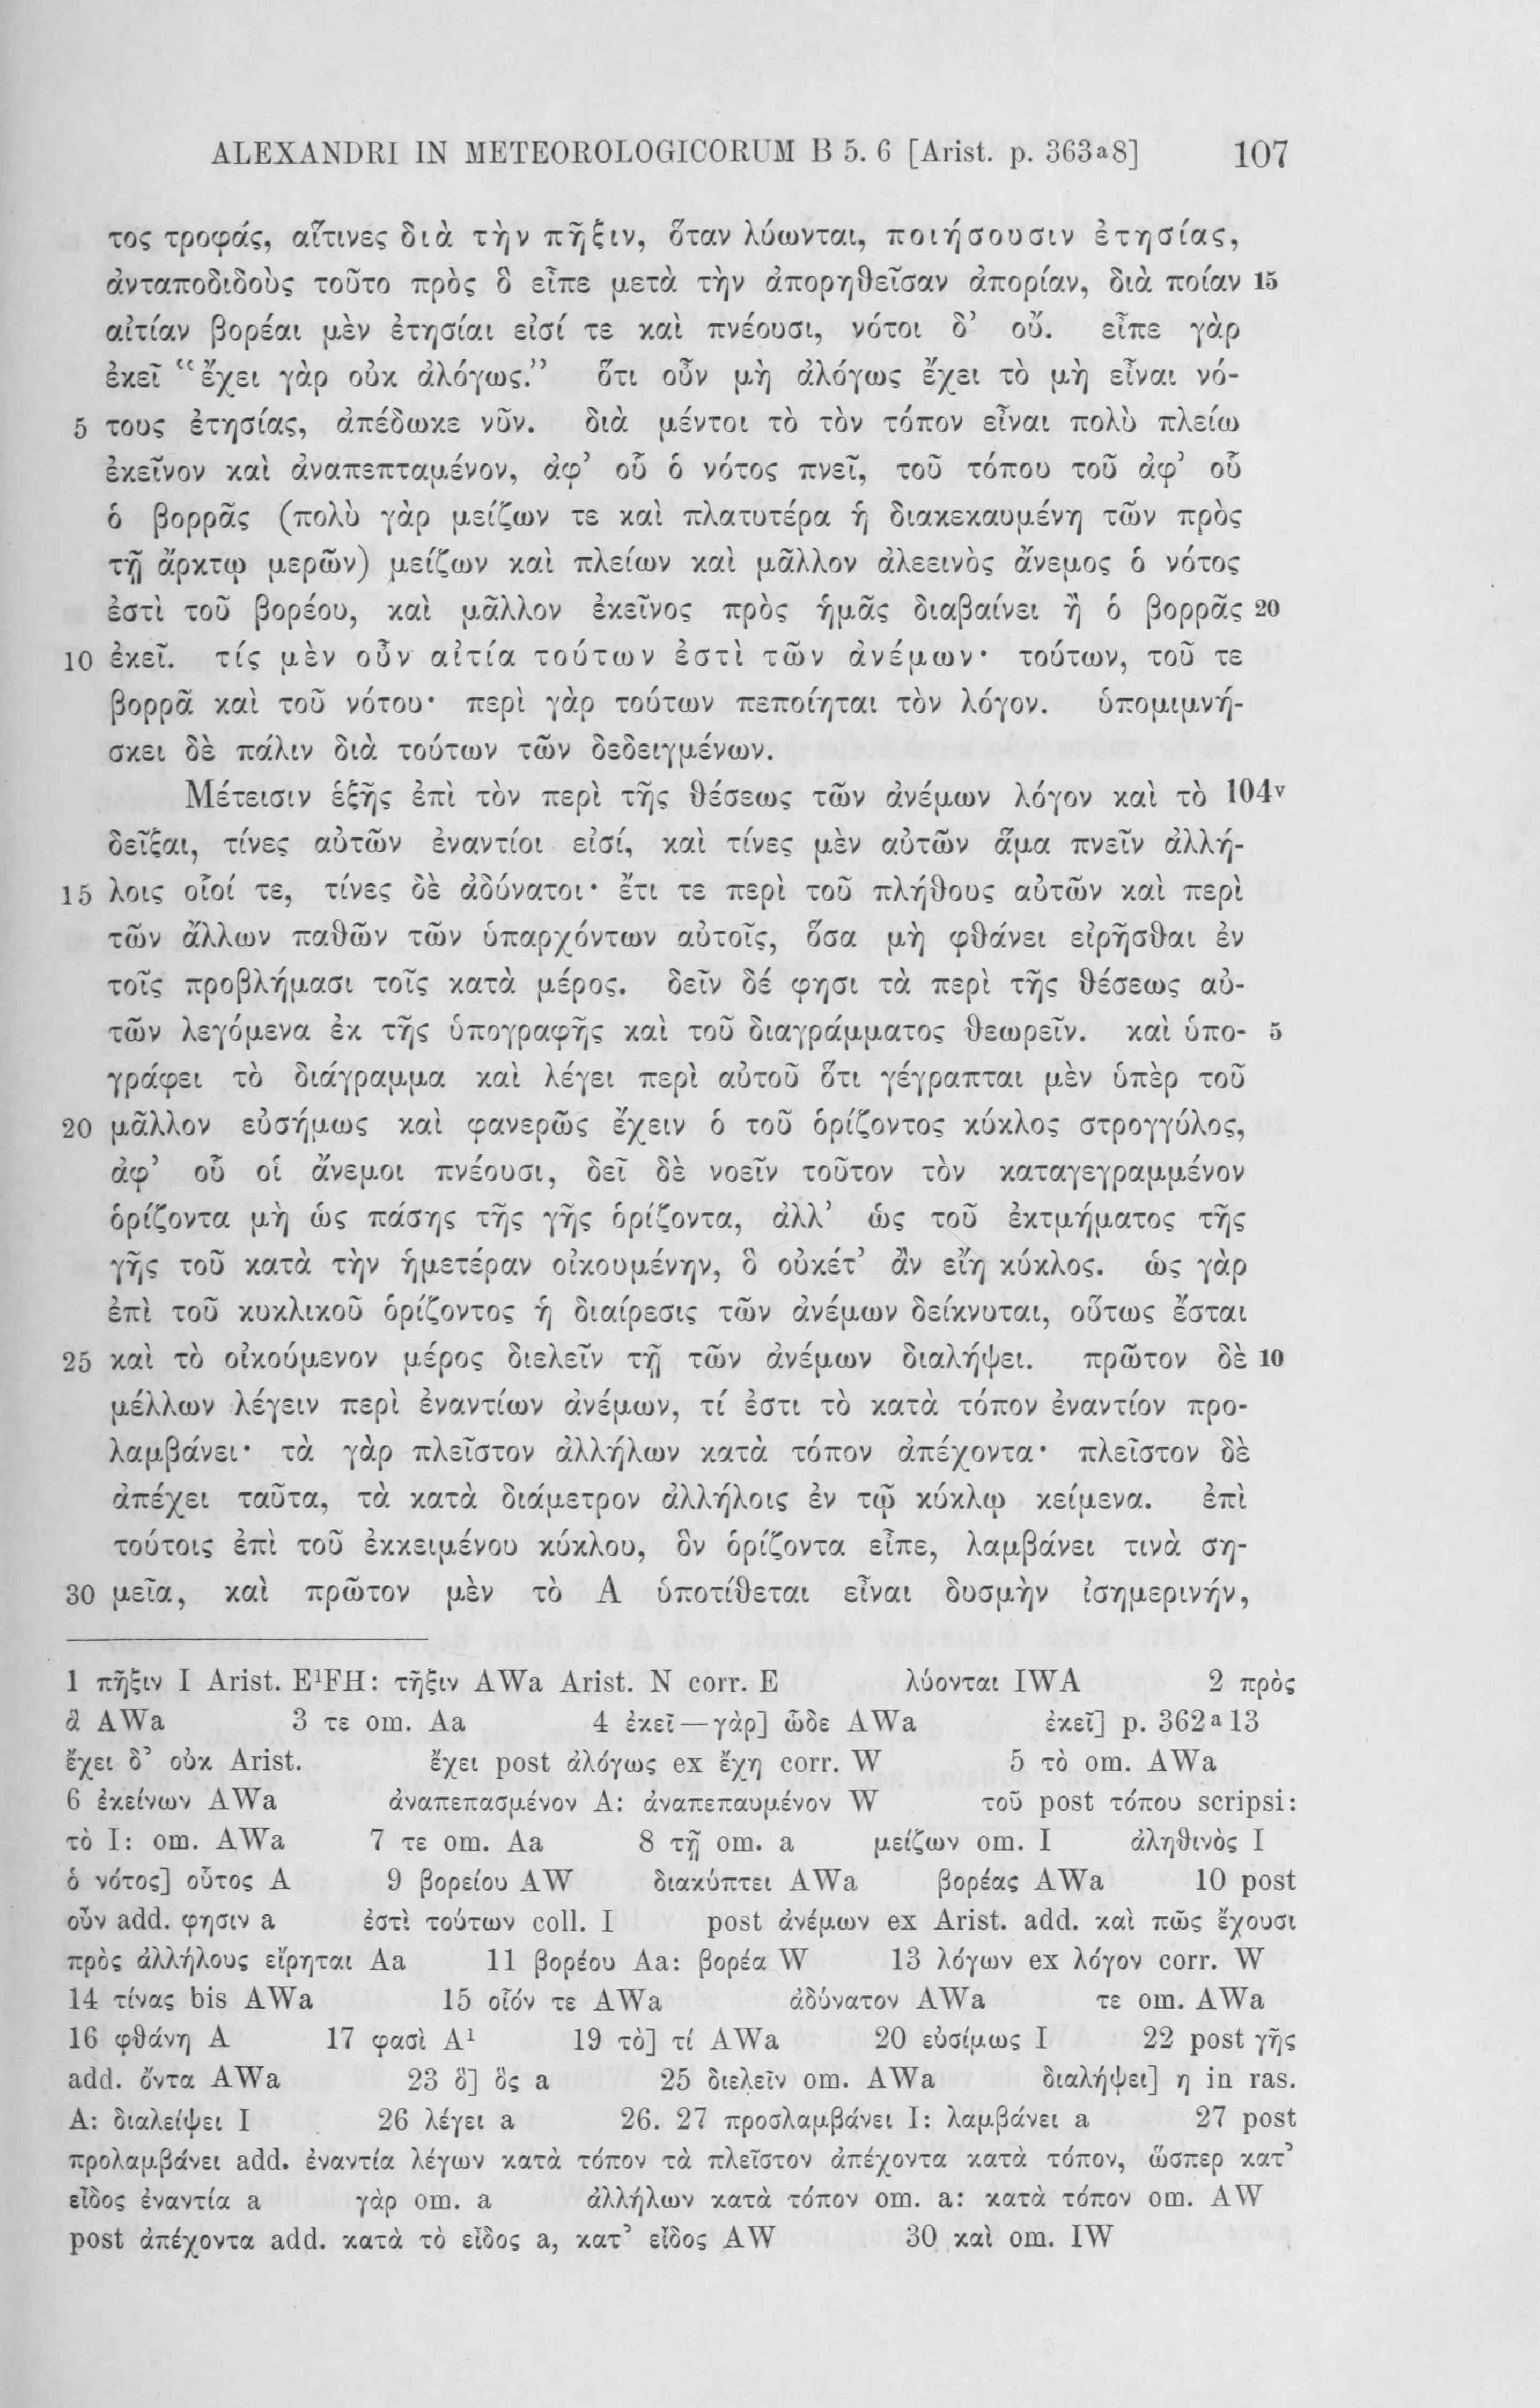 ALEXANDRI IN METEOROLOGICORUM B 5. 6 [Arist. p. 363a8] 107
τος τροφάς, αἵτινες διὰ τὴν πῆξιν, ὅταν λύωνται, ποιήσουσιν ἐτησίας,
ἀνταποδιδοὺς τοῦτο πρὸς ὃ εἶπε μετὰ τὴν ἀπορηθεῖσαν ἀπορίαν, διὰ ποίαν 15
αἰτίαν βορέαι μὲν ἐτησίαι εἰσί τε καὶ πνέουσι, νότοι δ’ οὔ. εἶπε γὰρ
ἐκεῖ “ἔχει γὰρ οὐκ ἀλόγως.” ὅτι οὖν μὴ ἀλόγως ἔχει τὸ μὴ εἶναι νό-
5 τους ἐτησίας, ἀπέδωκε νῦν. διὰ μέντοι τὸ τὸν τόπον εἶναι πολὺ πλείω
ἐκεῖνον καὶ ἀναπεπταμένον, ἀφ’ οὗ ὁ νότος πνεῖ, τοῦ τόπου τοῦ ἀφ’ οὗ
ὁ βορρᾶς (πολὺ γὰρ μείζων τε καὶ πλατυτέρα ἡ διακεκαυμένη τῶν πρὸς
τῇ ἄρκτῳ μερῶν) μείζων καὶ πλείων καὶ μᾶλλον ἀλεεινὸς ἄνεμος ὁ νότος
ἐστὶ τοῦ βορέου, καὶ μᾶλλον ἐκεῖνος πρὸς ἡμᾶς διαβαίνει ἢ ὁ βορρᾶς 20
10 ἐκεῖ. τίς μὲν οὖν αἰτία τούτων ἐστὶ τῶν ἀνέμων· τούτων, τοῦ τε
βορρᾶ καὶ τοῦ νότου· περὶ γὰρ τούτων πεποίηται τὸν λόγον. ὑπομιμνή-
σκει δὲ πάλιν διὰ τούτων τῶν δεδειγμένων.
Μέτεισιν ἑξῆς ἐπὶ τὸν περὶ τῆς θέσεως τῶν ἀνέμων λόγον καὶ τὸ 104v
δεῖξαι, τίνες αὐτῶν ἐναντίοι εἰσί, καὶ τίνες μὲν αὐτῶν ἅμα πνεῖν ἀλλή-
15 λοις οἷοί τε, τίνες δὲ ἀδύνατοι· ἔτι τε περὶ τοῦ πλήθους αὐτῶν καὶ περὶ
τῶν ἄλλων παθῶν τῶν ὑπαρχόντων αὐτοῖς, ὅσα μὴ φθάνει εἰρῆσθαι ἐν
τοῖς προβλήμασι τοῖς κατὰ μέρος. δεῖν δέ φησι τὰ περὶ τῆς θέσεως αὐ-
τῶν λεγόμενα ἐκ τῆς ὑπογραφῆς καὶ τοῦ διαγράμματος θεωρεῖν. καὶ ὑπο- 5
γράφει τὸ διάγραμμα καὶ λέγει περὶ αὐτοῦ ὅτι γέγραπται μὲν ὑπὲρ τοῦ
20 μᾶλλον εὐσήμως καὶ φανερῶς ἔχειν ὁ τοῦ ὁρίζοντος κύκλος στρογγύλος,
ἀφ’ οὗ οἱ ἄνεμοι πνέουσι, δεῖ δὲ νοεῖν τοῦτον τὸν καταγεγραμμένον
ὁρίζοντα μὴ ὡς πάσης τῆς γῆς ὁρίζοντα, ἀλλ’ ὡς τοῦ ἐκτμήματος τῆς
γῆς τοῦ κατὰ τὴν ἡμετέραν οἰκουμένην, ὃ οὐκέτ’ ἂν εἴη κύκλος. ὡς γὰρ
ἐπὶ τοῦ κυκλικοῦ ὁρίζοντος ἡ διαίρεσις τῶν ἀνέμων δείκνυται, οὕτως ἔσται
25 καὶ τὸ οἰκούμενον μέρος διελεῖν τῇ τῶν ἀνέμων διαλήψει. πρῶτον δὲ 10
μέλλων λέγειν περὶ ἐναντίων ἀνέμων, τί ἐστι τὸ κατὰ τόπον ἐναντίον προ-
λαμβάνει· τὰ γὰρ πλεῖστον ἀλλήλων κατὰ τόπον ἀπέχοντα· πλεῖστον δὲ
ἀπέχει ταῦτα, τὰ κατὰ διάμετρον ἀλλήλοις ἐν τῷ κύκλῳ κείμενα. ἐπὶ
τούτοις ἐπὶ τοῦ ἐκκειμένου κύκλου, ὃν ὁρίζοντα εἶπε, λαμβάνει τινὰ ση-
30 μεῖα, καὶ πρῶτον μὲν τὸ Α ὑποτίθεται εἶναι δυσμὴν ἰσημερινήν,
1 πῆξιν I Arist. E¹FH: τῆξιν AWa Arist. N corr. E λύονται IWA 2 πρὸς
ἃ AWa 3 τε om. Aa 4 ἐκεῖ—γὰρ] ὧδε AWa ἐκεῖ] p. 362a13
ἔχει δ’ οὐκ Arist. ἔχει post ἀλόγως ex ἔχη corr. W 5 τὸ om. AWa
6 ἐκείνων AWa ἀναπεπασμένον A: ἀναπεπαυμένον W τοῦ post τόπου scripsi:
τὸ I: om. AWa 7 τε om. Aa 8 τῇ om. a μείζων om. I ἀληθινὸς I
ὁ νότος] οὗτος A 9 βορείου AW διακύπτει AWa βορέας AWa 10 post
οὖν add. φησιν a ἐστὶ τούτων coll. I post ἀνέμων ex Arist. add. καὶ πῶς ἔχουσι
πρὸς ἀλλήλους εἴρηται Aa 11 βορέου Aa: βορέα W 13 λόγων ex λόγον corr. W
14 τίνας bis AWa 15 οἷόν τε AWa ἀδύνατον AWa τε om. AWa
16 φθάνη A 17 φασὶ A¹ 19 τὸ] τί AWa 20 εὐσίμως I 22 post γῆς
add. ὄντα AWa 23 ὃ] ὃς a 25 διελεῖν om. AWa διαλήψει] η in ras.
A: διαλείψει I 26 λέγει a 26. 27 προσλαμβάνει I: λαμβάνει a 27 post
προλαμβάνει add. ἐναντία λέγων κατὰ τόπον τὰ πλεῖστον ἀπέχοντα κατὰ τόπον, ὥσπερ κατ’
εἶδος ἐναντία a γὰρ om. a ἀλλήλων κατὰ τόπον om. a: κατὰ τόπον om. AW
post ἀπέχοντα add. κατὰ τὸ εἶδος a, κατ’ εἶδος AW 30 καὶ om. IW